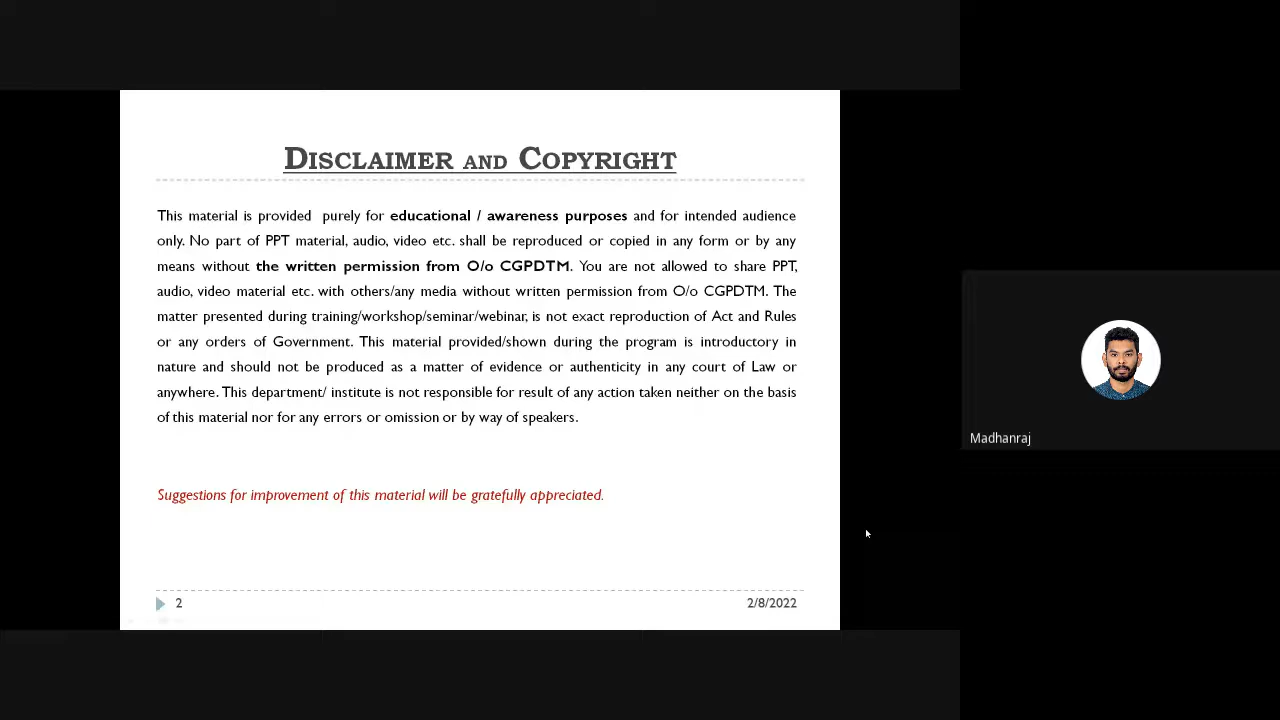 DISCLAIMER AND COPYRIGHT
This material is provided purely for educational / awareness purposes and for intended audience
only. No part of PPT material, audio, video etc. shall be reproduced or copied in any form or by any
means without the written permission from O/o CGPDTM. You are not allowed to share PPT,
audio, video material etc. with others/any media without written permission from O/o CGPDTM. The
matter presented during training/workshop/seminar/webinar, is not exact reproduction of Act and Rules
or any orders of Government. This material provided/shown during the program is introductory in
nature and should not be produced as a matter of evidence or authenticity in any court of Law or
anywhere. This department/ institute is not responsible for result of any action taken neither on the basis
of this material nor for any errors or omission or by way of speakers.
Suggestions for improvement of this material will be gratefully appreciated.
2
2/8/2022
Madhanraj